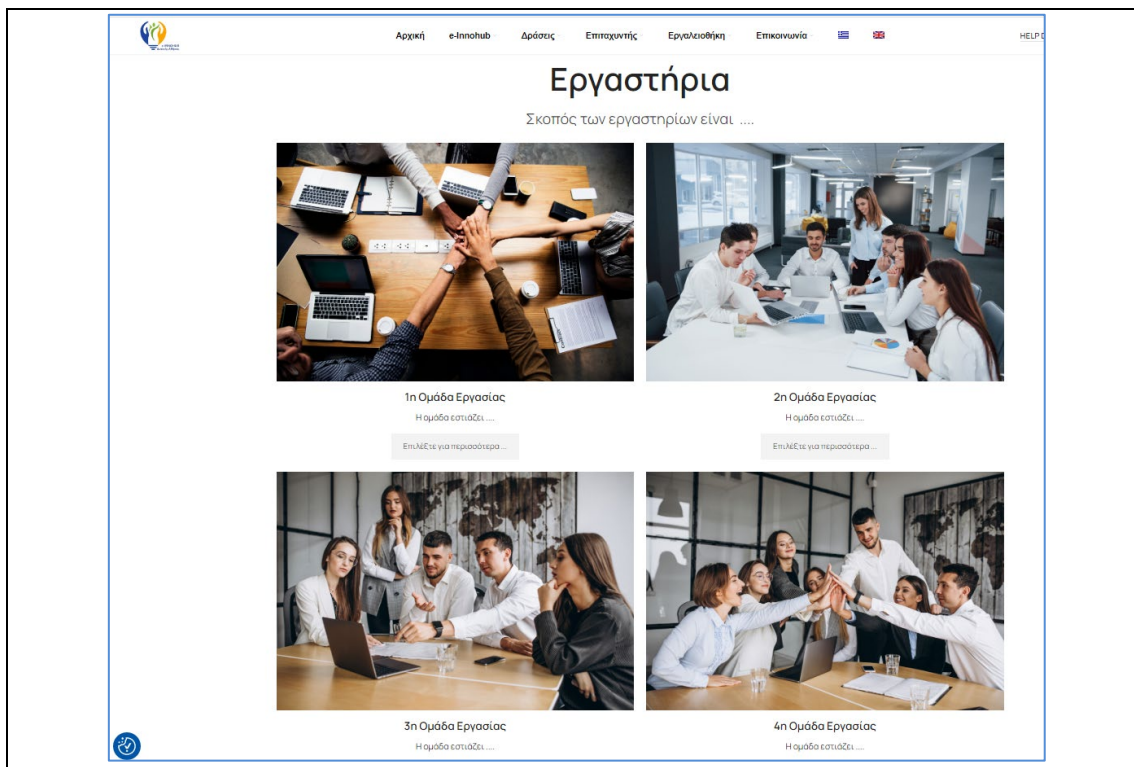 Αρχική e-Innohub Δράσεις Επιταχυντής Εργαλειοθήκη Επικοινωνία HELP D
Εργαστήρια
Σκοπός των εργαστηρίων είναι ....
1η Ομάδα Εργασίας
Η ομάδα εστιάζει ....
Επιλέξτε για περισσότερα ...
2η Ομάδα Εργασίας
Η ομάδα εστιάζει ....
Επιλέξτε για περισσότερα ...
3η Ομάδα Εργασίας
Η ομάδα εστιάζει ....
4η Ομάδα Εργασίας
Η ομάδα εστιάζει ....